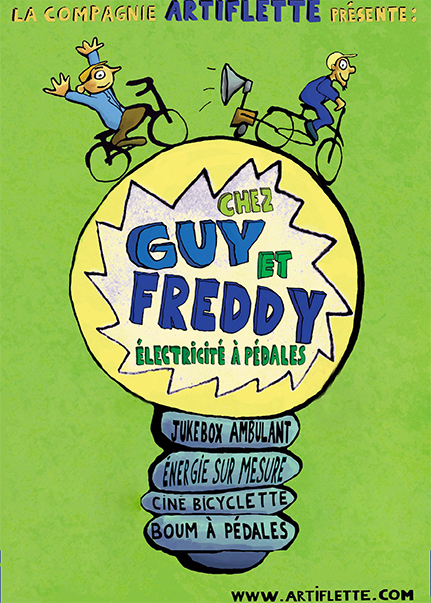 LA COMPAGNIE ARTIFLETTE PRÉSENTE :
CHEZ
GUY ET
FREDDY
ÉLECTRICITÉ À PÉDALES
JUKEBOX AMBULANT
ÉNERGIE SUR MESURE
CINÉ BICYCLETTE
BOUM À PÉDALES
WWW.ARTIFLETTE.COM